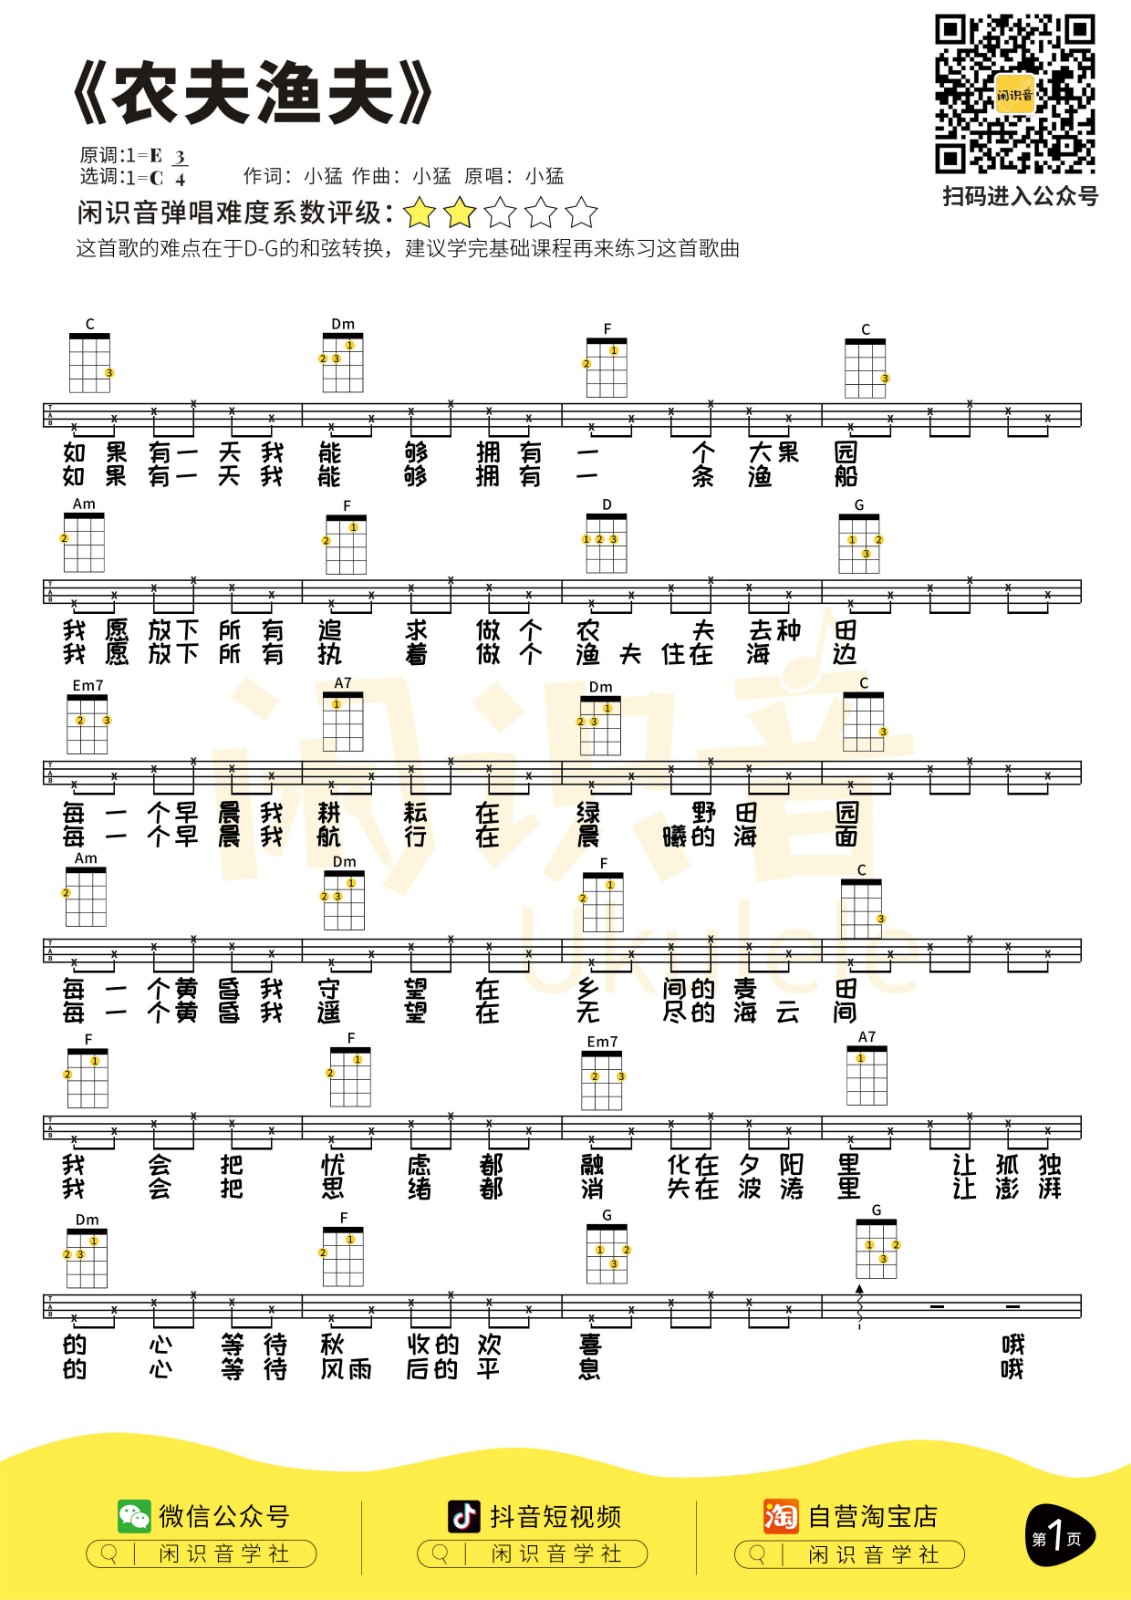 《农夫渔夫》
闲识音
扫码进入公众号
原调:1=E 3
选调:1=C 4 作词：小猛 作曲：小猛 原唱：小猛
闲识音弹唱难度系数评级：
这首歌的难点在于D-G的和弦转换，建议学完基础课程再来练习这首歌曲
C Dm F C
如果有一天我能够拥有一个大果园
如果有一天我能够拥有一条渔船
Am F D G
我愿放下所有追求做个农夫去种田
我愿放下所有执着做个渔夫住在海边
Em7 A7 Dm C
每一个早晨我耕耘在绿野田园
每一个早晨我航行在晨曦的海面
Am Dm F C
每一个黄昏我守望在乡间的麦田
每一个黄昏我遥望在无尽的海云间
F F Em7 A7
我会把忧虑都融化在夕阳里 让孤独
我会把思绪都消失在波涛里 让澎湃
Dm F G G
的心等待秋收的欢喜 哦
的心等待风雨后的平息 哦
闲识音
Ukulele
微信公众号 抖音短视频 自营淘宝店
闲识音学社 闲识音学社 闲识音学社
第1页